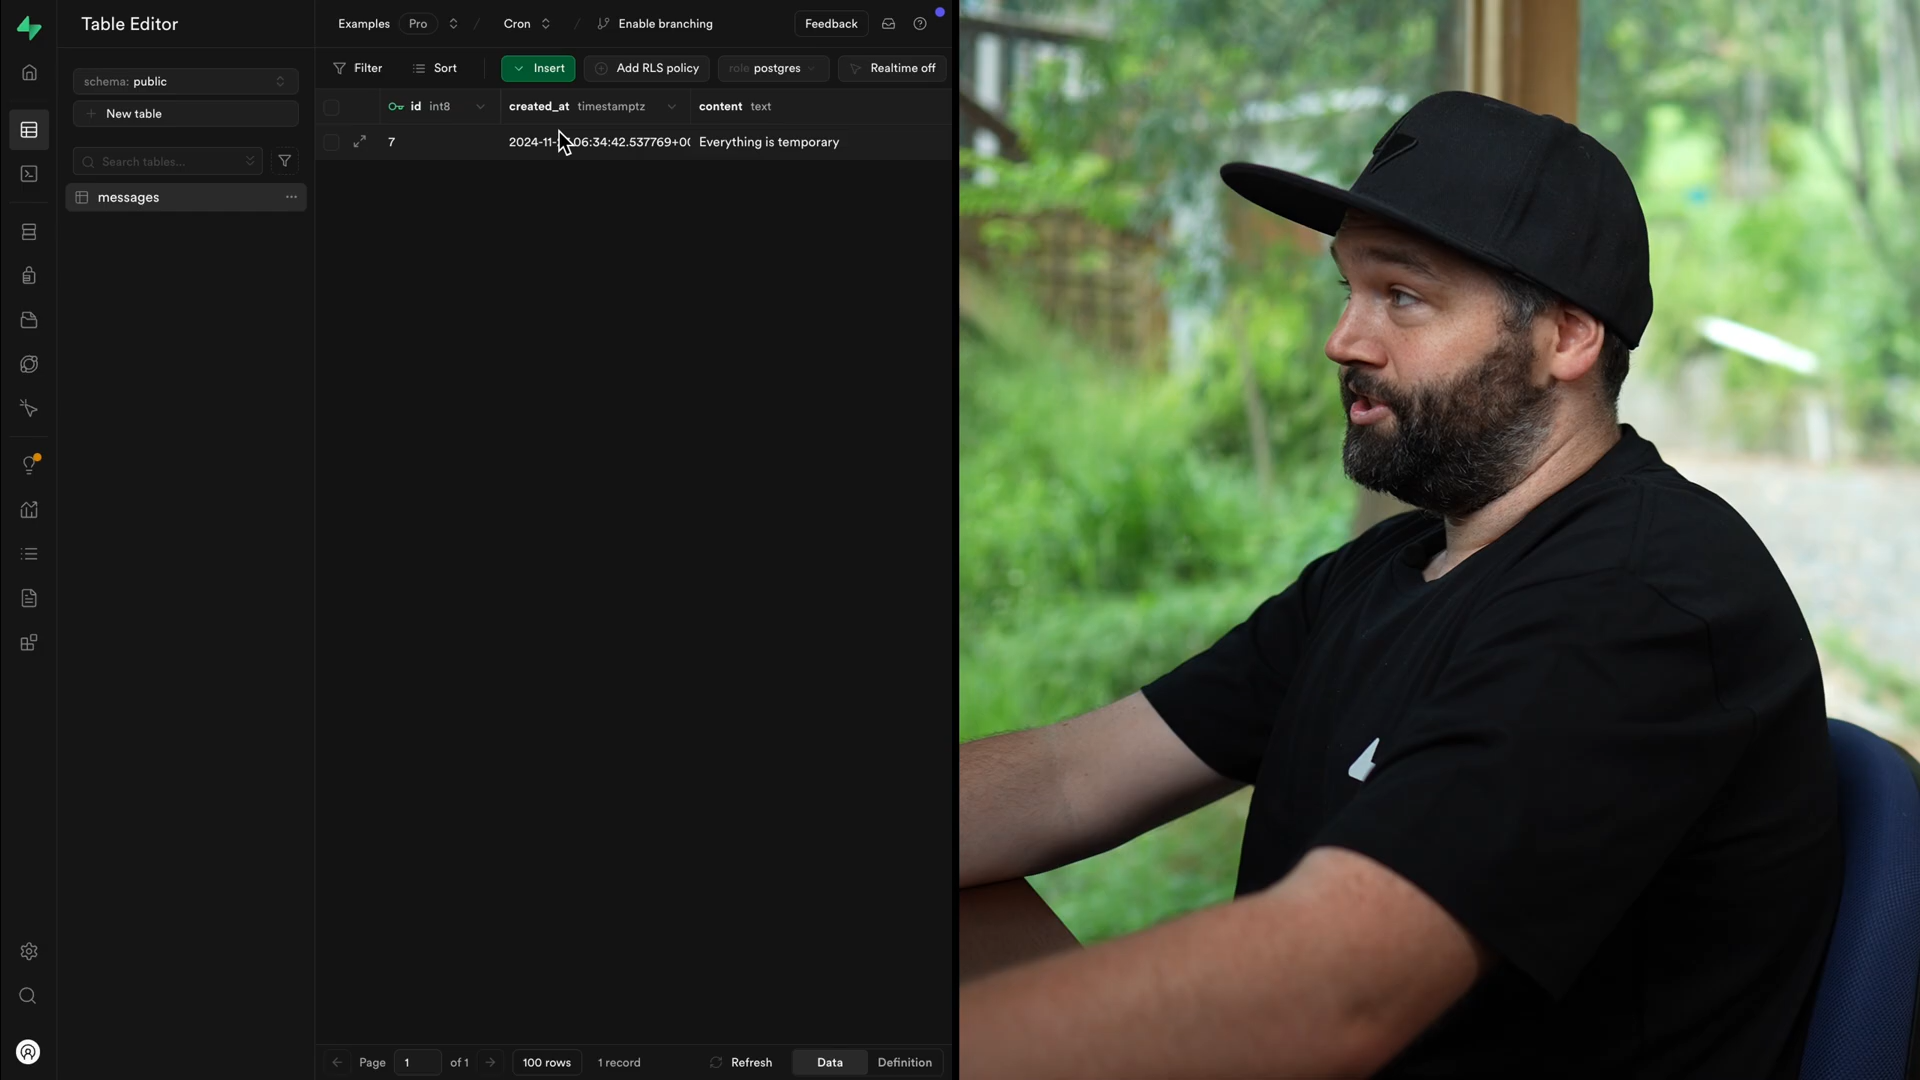 Table Editor
Examples Pro / Cron / Enable branching Feedback
schema: public
New table
Search tables...
messages
Filter Sort Insert Add RLS policy role postgres Realtime off
id int8 created_at timestamptz content text
7 2024-11- 06:34:42.537769+0 Everything is temporary
Page 1 of 1 100 rows 1 record Refresh Data Definition